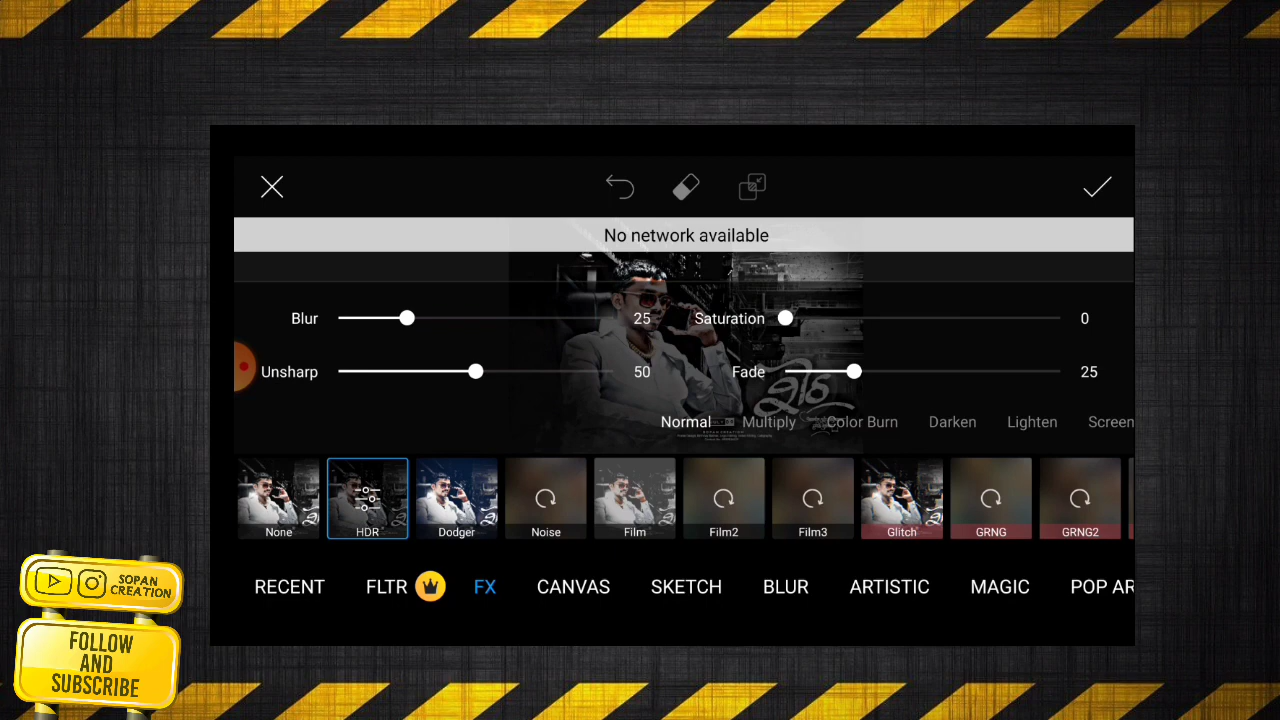 No network available
Blur 25 Saturation 0
Unsharp 50 Fade 25
Normal Multiply Color Burn Darken Lighten Screen
None HDR Dodger Noise Film Film2 Film3 Glitch GRNG GRNG2
RECENT FLTR FX CANVAS SKETCH BLUR ARTISTIC MAGIC POP AR
SOPAN
CREATION
FOLLOW
AND
SUBSCRIBE
SOPAN CREATION